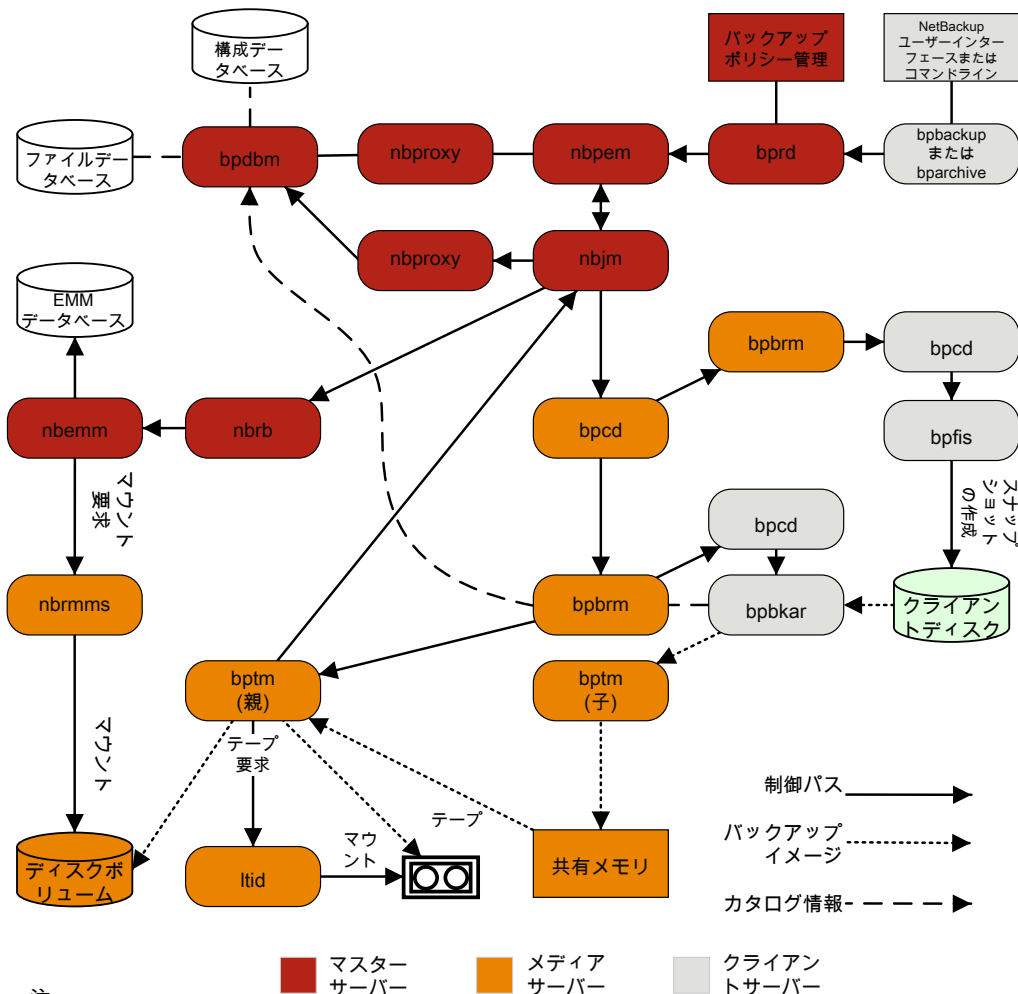 構成デー
タベース
バックアップ
ポリシー管理
NetBackup
ユーザーインター
フェースまたは
コマンドライン
ファイルデー
タベース
bpdbm
nbproxy
nbpem
bprd
bpbackup
または
bparchive
nbproxy
nbjm
EMM
データベース
bpbrm
bpcd
nbemm
nbrb
bpcd
bpfis
マウント
要求
スナップ
ショット
の作成
bpcd
nbrmms
bpbrm
bpbkar
クライアン
トディスク
bptm
(親)
bptm
(子)
マウント
テープ
要求
制御パス
テープ
マウ
ント
バックアップ
イメージ
ディスクボ
リューム
ltid
共有メモリ
カタログ情報
マスター
サーバー
メディア
サーバー
クライアン
トサーバー